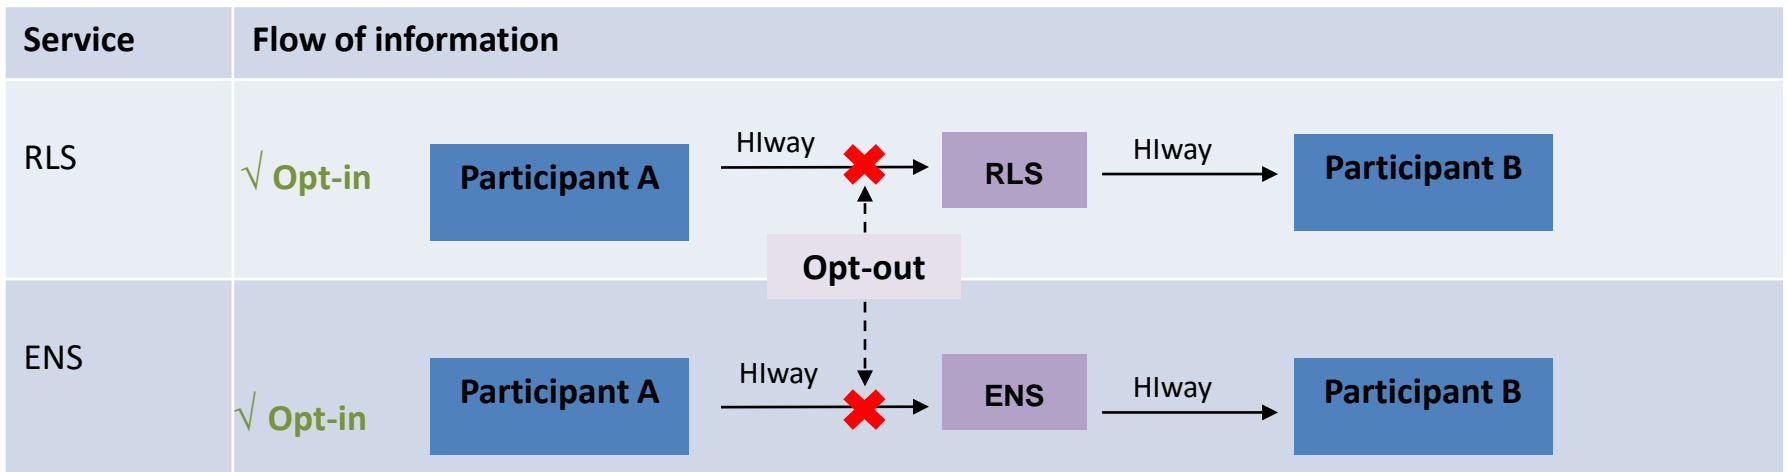 Service
Flow of information
RLS
√ Opt-in
Participant A
HIway
RLS
HIway
Participant B
Opt-out
ENS
√ Opt-in
Participant A
HIway
ENS
HIway
Participant B